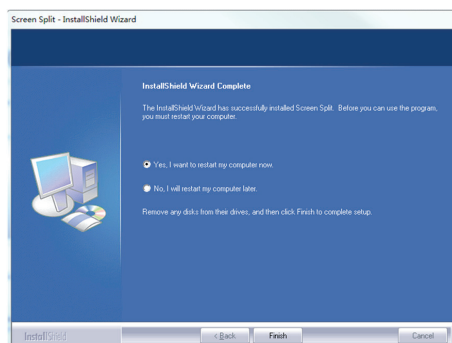 Screen Split - InstallShield Wizard
InstallShield Wizard Complete
The InstallShield Wizard has successfully installed Screen Split. Before you can use the program,
you must restart your computer.
Yes, I want to restart my computer now.
No, I will restart my computer later.
Remove any disks from their drives, and then click Finish to complete setup.
InstallShield
< Back
Finish
Cancel